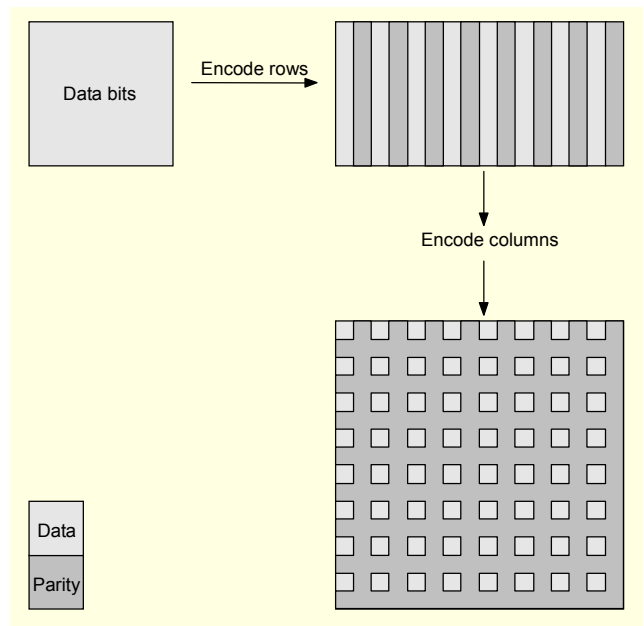 Data bits
Encode rows
Encode columns
Data
Parity